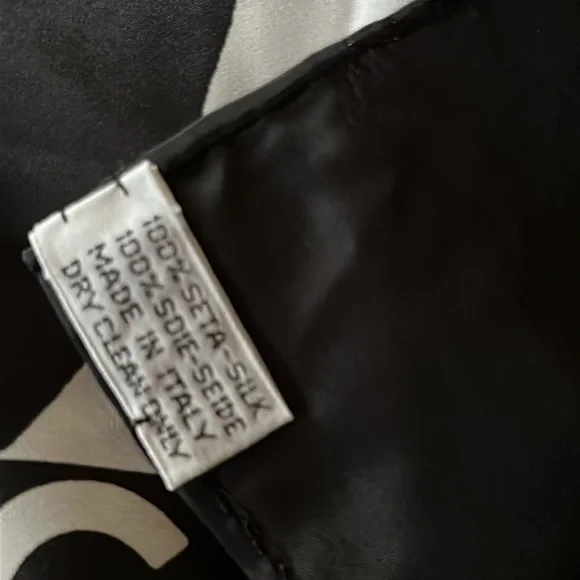 100% SETA-SILK
100% SOIE-SEIDE
MADE IN ITALY
DRY CLEAN ONLY